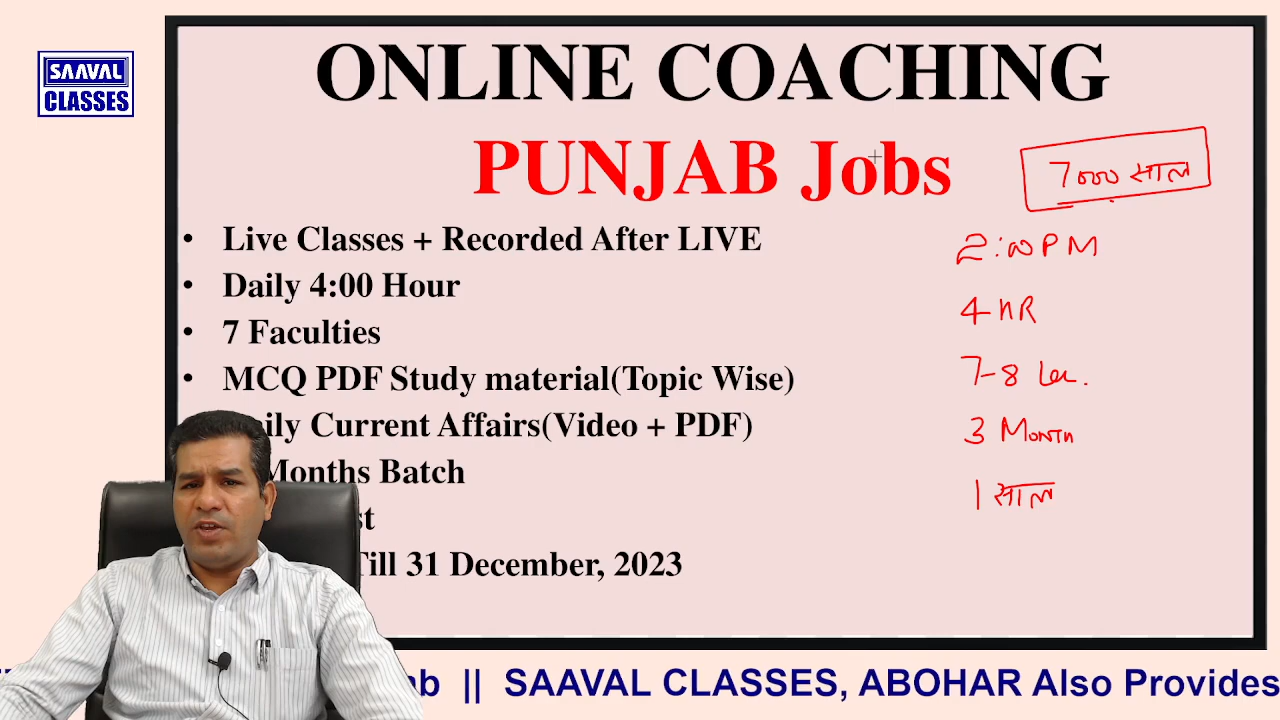 SAAVAL
CLASSES
ONLINE COACHING
PUNJAB Jobs
7000 साल
• Live Classes + Recorded After LIVE
2:00 PM
• Daily 4:00 Hour
4 HR
• 7 Faculties
7-8 Lec.
• MCQ PDF Study material(Topic Wise)
Current Affairs(Video + PDF)
3 Month
Months Batch
1 साल
Till 31 December, 2023
|| SAAVAL CLASSES, ABOHAR Also Provides